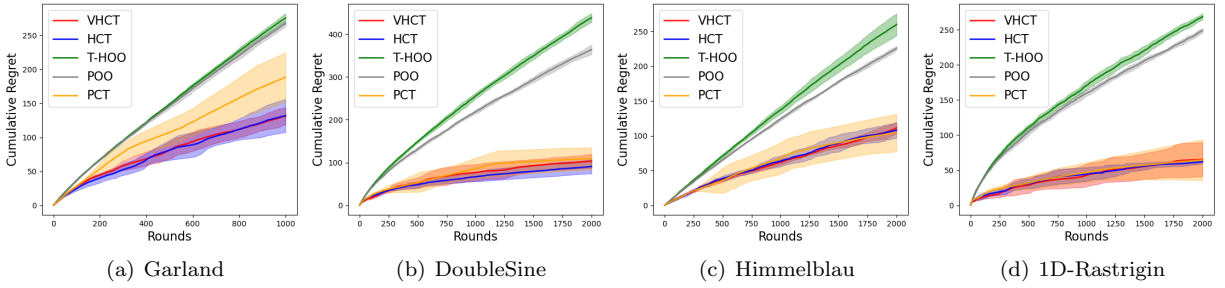 Cumulative Regret
250
200
150
100
50
0
VHCT
HCT
T-HOO
POO
PCT
0 200 400 600 800 1000
Rounds
(a) Garland
Cumulative Regret
400
300
200
100
0
VHCT
HCT
T-HOO
POO
PCT
0 250 500 750 1000 1250 1500 1750 2000
Rounds
(b) DoubleSine
Cumulative Regret
250
200
150
100
50
0
VHCT
HCT
T-HOO
POO
PCT
0 250 500 750 1000 1250 1500 1750 2000
Rounds
(c) Himmelblau
Cumulative Regret
250
200
150
100
50
0
VHCT
HCT
T-HOO
POO
PCT
0 250 500 750 1000 1250 1500 1750 2000
Rounds
(d) 1D-Rastrigin